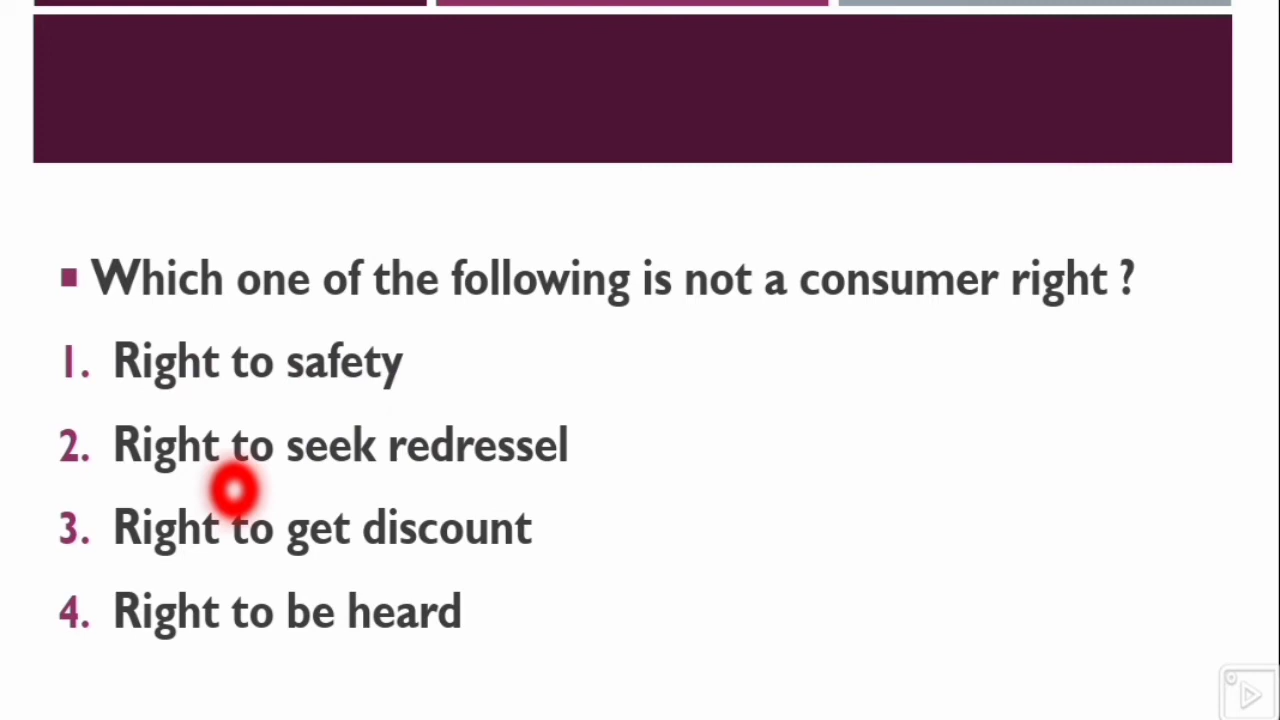 Which one of the following is not a consumer right ?
1. Right to safety
2. Right to seek redressel
3. Right to get discount
4. Right to be heard